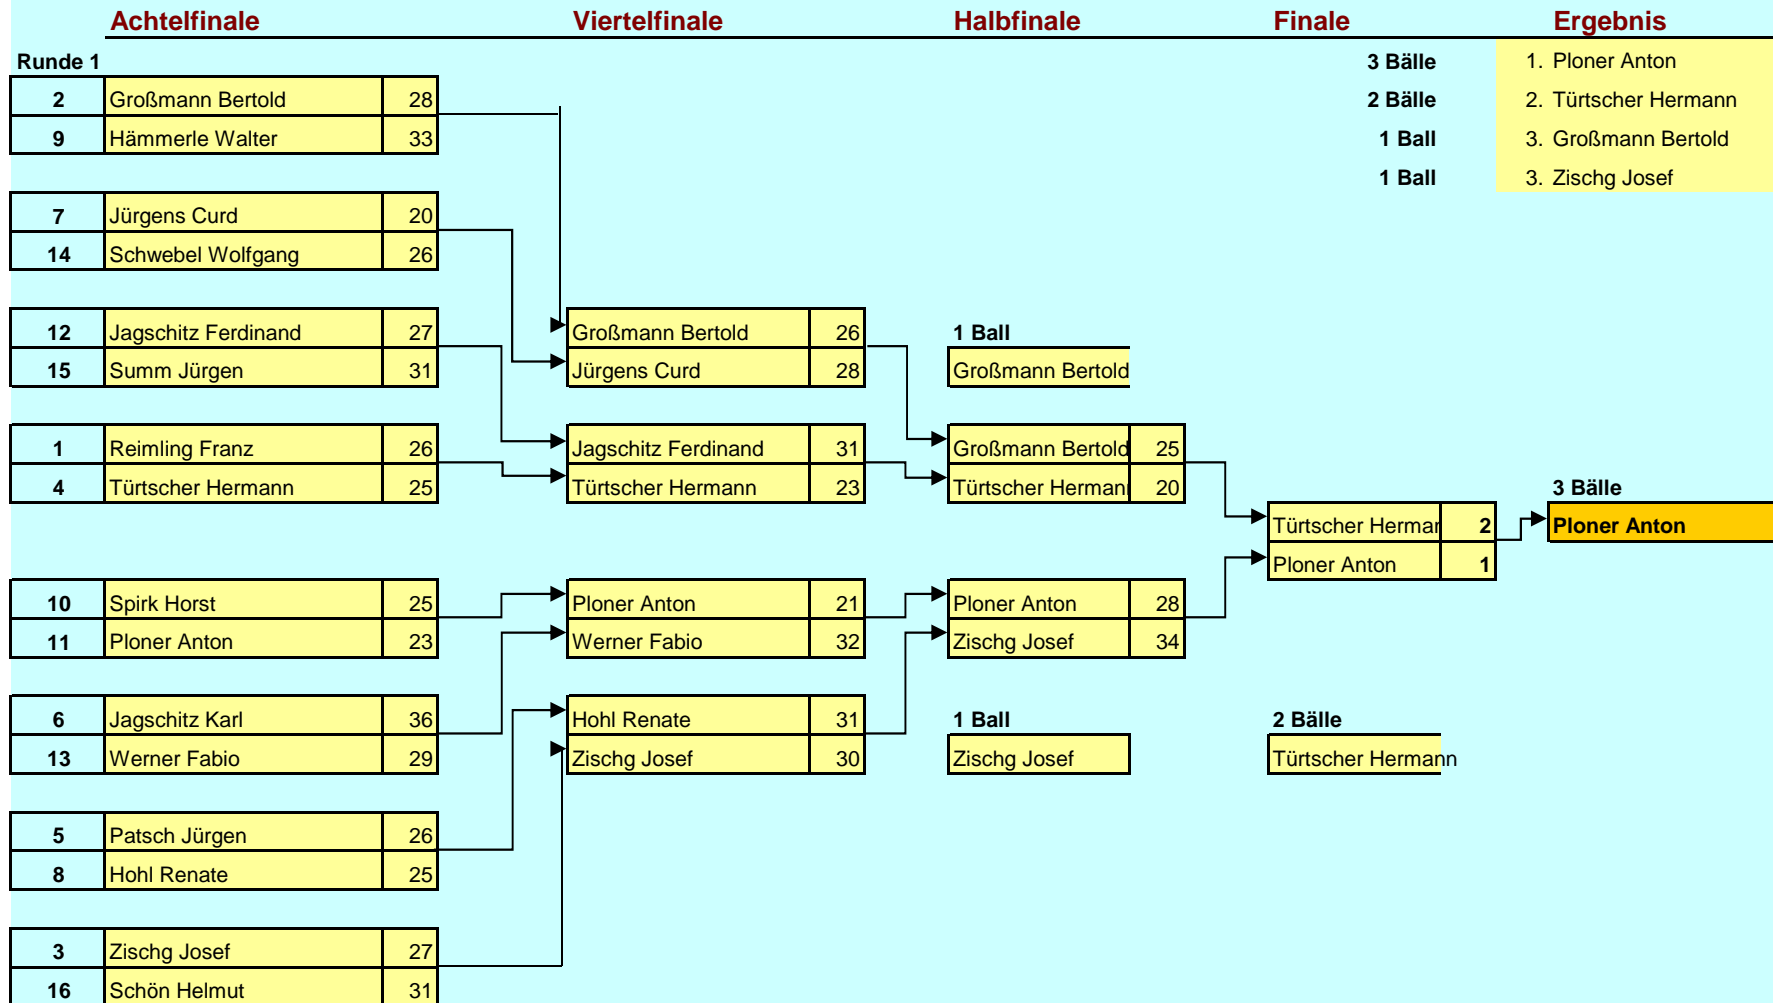 Achtelfinale Viertelfinale Halbfinale Finale Ergebnis
Runde 1 3 Bälle 1. Ploner Anton
2 Großmann Bertold 28 2 Bälle 2. Türtscher Hermann
9 Hämmerle Walter 33 1 Ball 3. Großmann Bertold
1 Ball 3. Zischg Josef
7 Jürgens Curd 20
14 Schwebel Wolfgang 26
12 Jagschitz Ferdinand 27 Großmann Bertold 26 1 Ball
15 Summ Jürgen 31 Jürgens Curd 28 Großmann Bertold
1 Reimling Franz 26 Jagschitz Ferdinand 31 Großmann Bertold 25
4 Türtscher Hermann 25 Türtscher Hermann 23 Türtscher Herman 20 3 Bälle
Türtscher Hermar 2 Ploner Anton
Ploner Anton 1
10 Spirk Horst 25 Ploner Anton 21 Ploner Anton 28
11 Ploner Anton 23 Werner Fabio 32 Zischg Josef 34
6 Jagschitz Karl 36 Hohl Renate 31 1 Ball 2 Bälle
13 Werner Fabio 29 Zischg Josef 30 Zischg Josef Türtscher Hermann
5 Patsch Jürgen 26
8 Hohl Renate 25
3 Zischg Josef 27
16 Schön Helmut 31